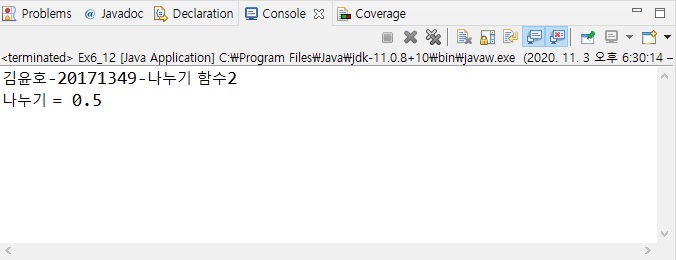 Problems @ Javadoc Declaration Console Coverage
<terminated> Ex6_12 [Java Application] C:₩Program Files₩Java₩jdk-11.0.8+10₩bin₩javaw.exe (2020. 11. 3 오후 6:30:14 –
김윤호-20171349-나누기 함수2
나누기 = 0.5